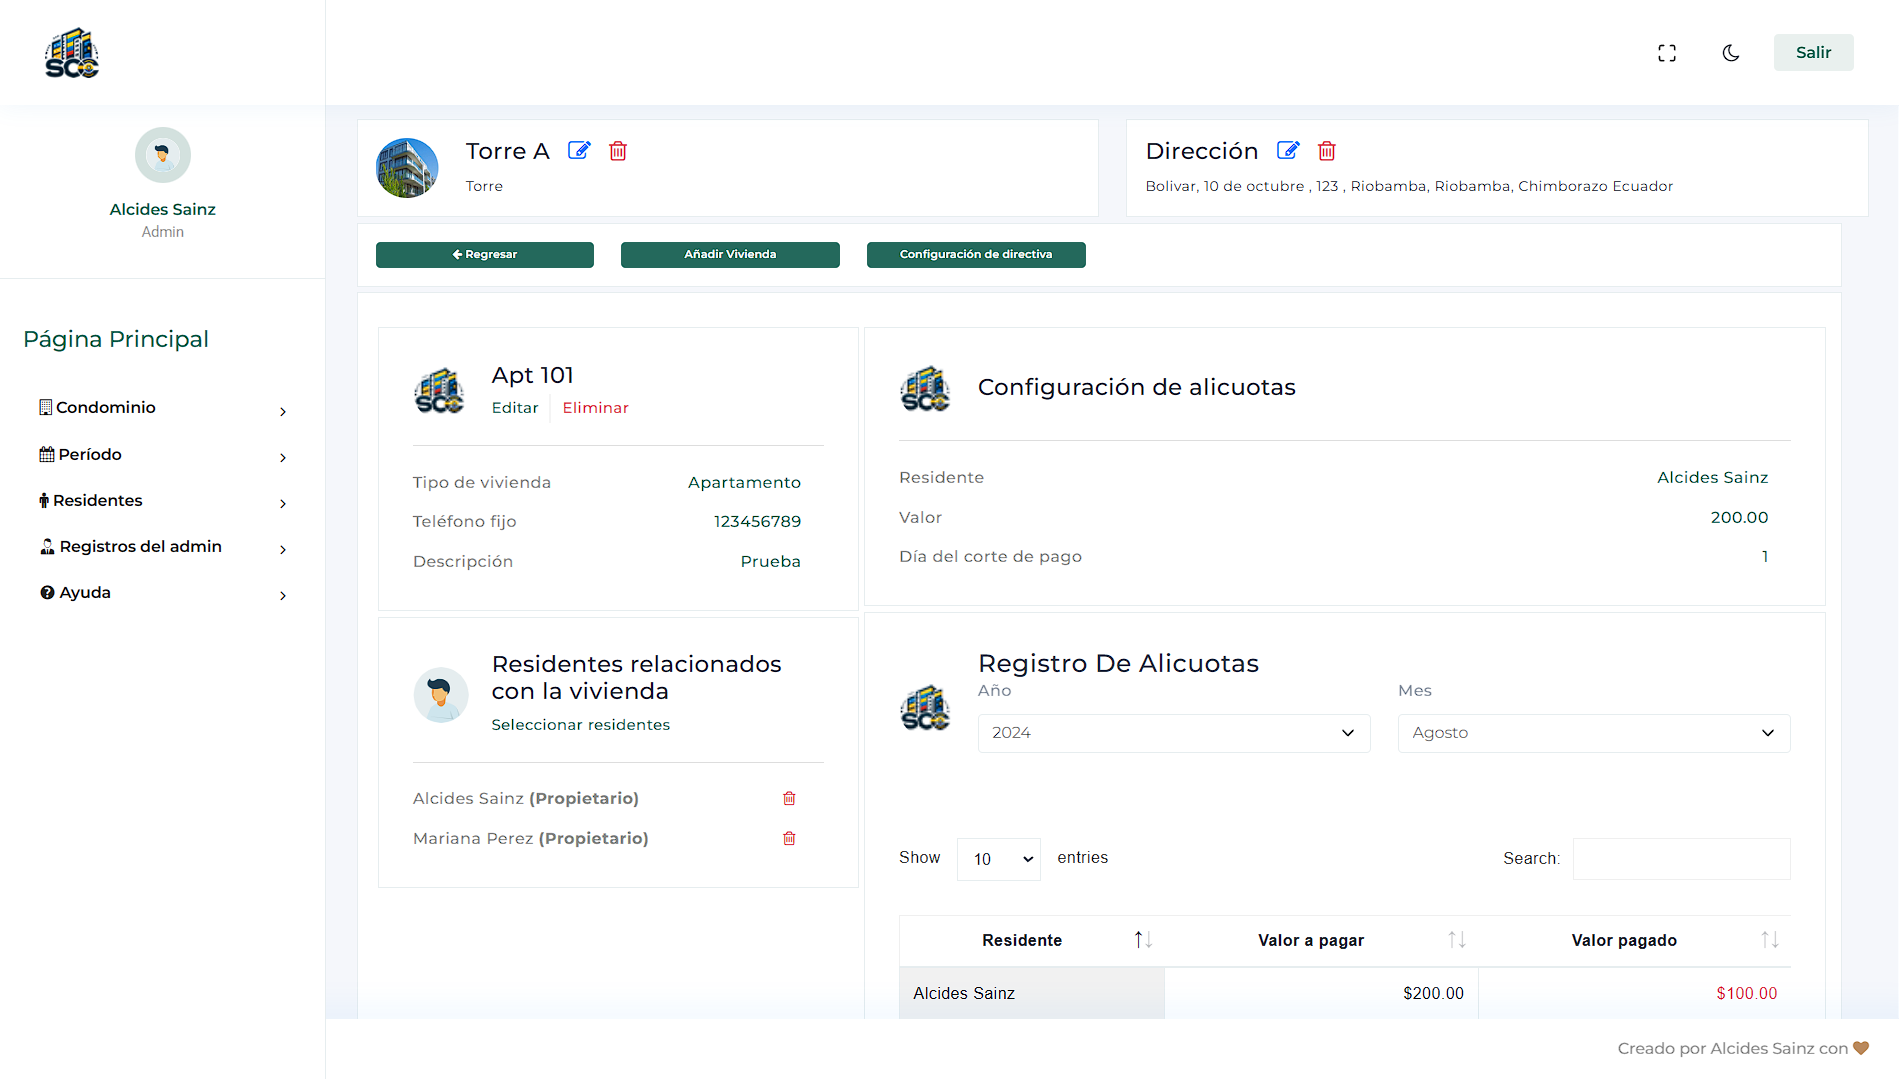 SCC
Salir
Alcides Sainz
Admin
Página Principal
Condominio
Período
Residentes
Registros del admin
Ayuda
Torre A
Torre
Dirección
Bolivar, 10 de octubre , 123 , Riobamba, Riobamba, Chimborazo Ecuador
Regresar
Añadir Vivienda
Configuración de directiva
SCC
Apt 101
Editar
Eliminar
Tipo de vivienda Apartamento
Teléfono fijo 123456789
Descripción Prueba
SCC
Configuración de alicuotas
Residente Alcides Sainz
Valor 200.00
Día del corte de pago 1
Residentes relacionados
con la vivienda
Seleccionar residentes
Alcides Sainz (Propietario)
Mariana Perez (Propietario)
SCC
Registro De Alicuotas
Año Mes
2024 Agosto
Show 10 entries Search:
Residente Valor a pagar Valor pagado
Alcides Sainz $200.00 $100.00
Creado por Alcides Sainz con